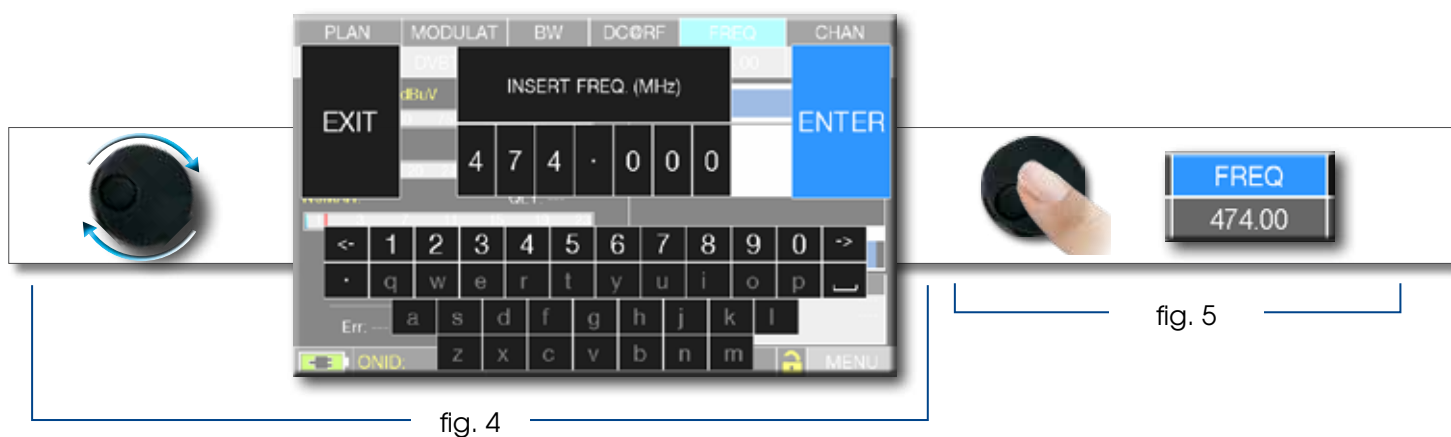 PLAN MODULAT BW DC@RF FREQ CHAN
EXIT
INSERT FREQ. (MHz)
ENTER
dBuV
4 7 4 . 0 0 0
QLT: ---
<- 1 2 3 4 5 6 7 8 9 0 ->
. q w e r t y u i o p
a s d f g h j k l
Err: ---
z x c v b n m
ONID:
MENU
FREQ
474.00
fig. 4
fig. 5